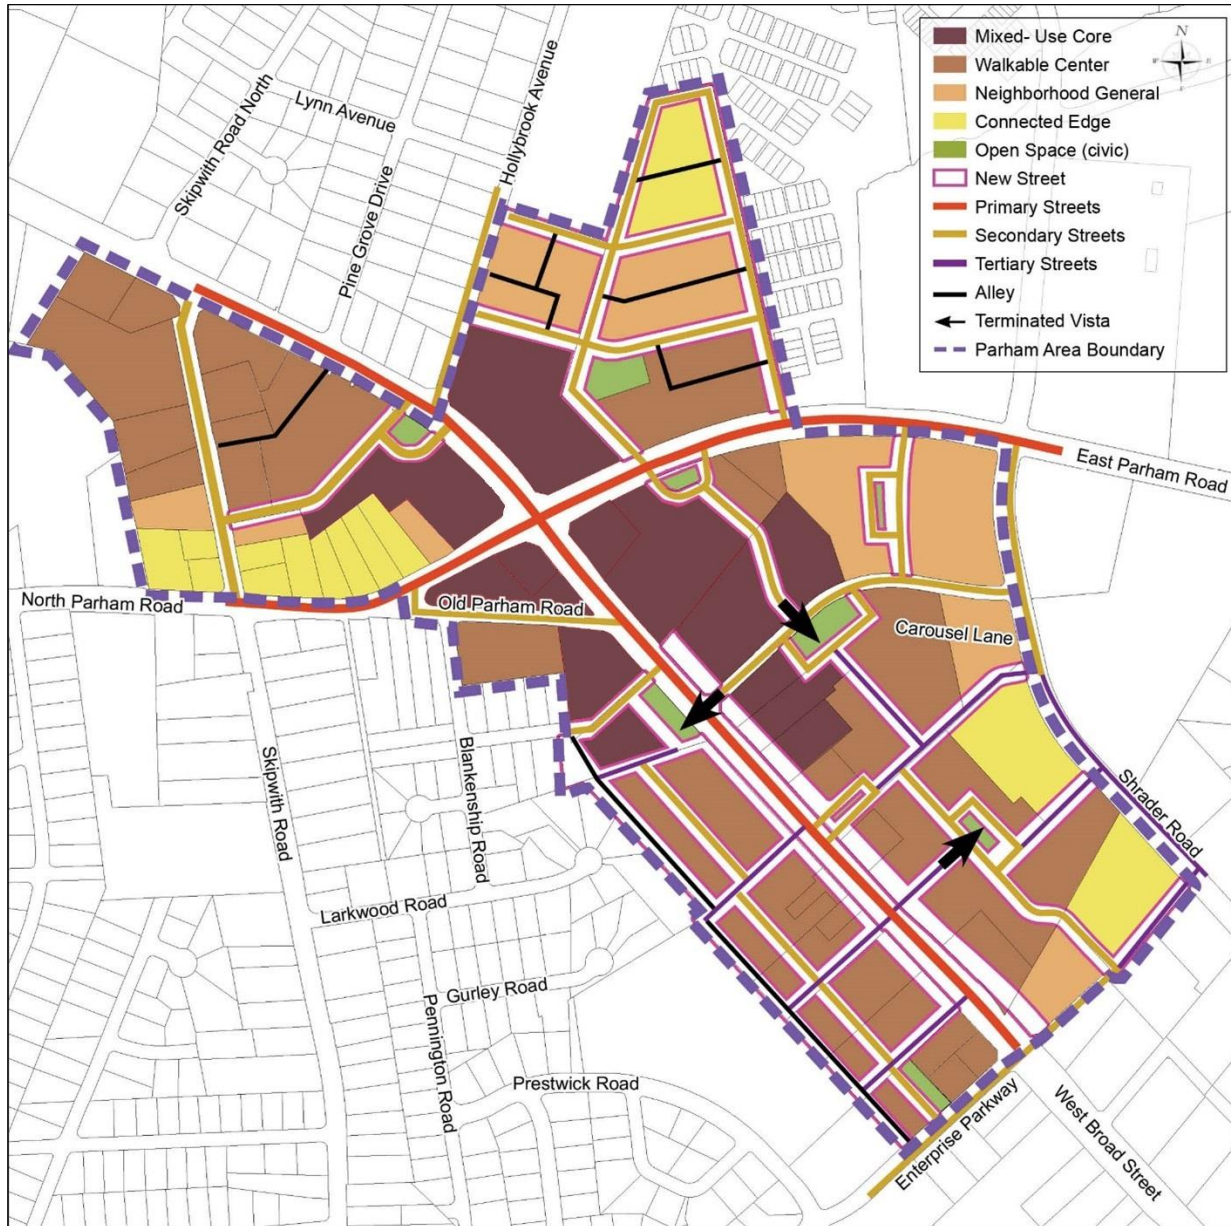 Mixed- Use Core
Walkable Center
Neighborhood General
Connected Edge
Open Space (civic)
New Street
Primary Streets
Secondary Streets
Tertiary Streets
Alley
Terminated Vista
Parham Area Boundary
N
Skipwith Road North
Lynn Avenue
Pine Grove Drive
Hollybrook Avenue
East Parham Road
North Parham Road
Old Parham Road
Carousel Lane
Shrader Road
Skipwith Road
Blankenship Road
Larkwood Road
Gurley Road
Pennington Road
Prestwick Road
Enterprise Parkway
West Broad Street